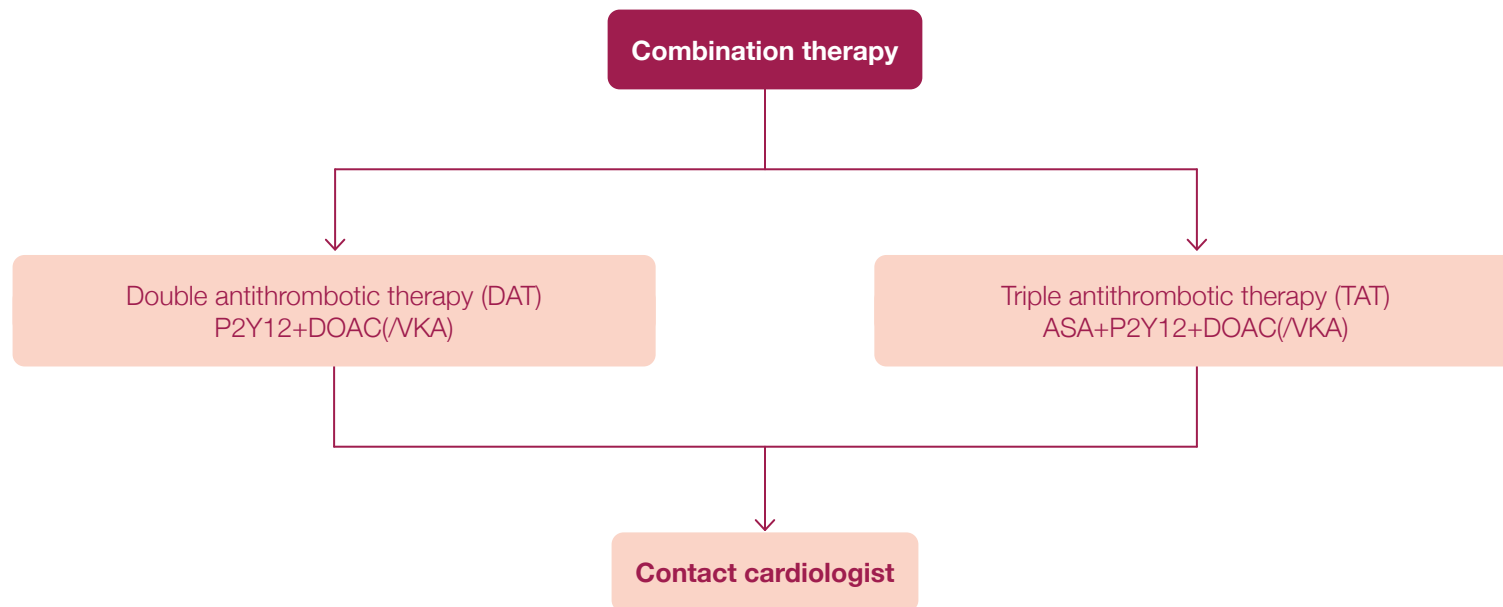 Combination therapy
Double antithrombotic therapy (DAT)
P2Y12+DOAC(/VKA)
Triple antithrombotic therapy (TAT)
ASA+P2Y12+DOAC(/VKA)
Contact cardiologist